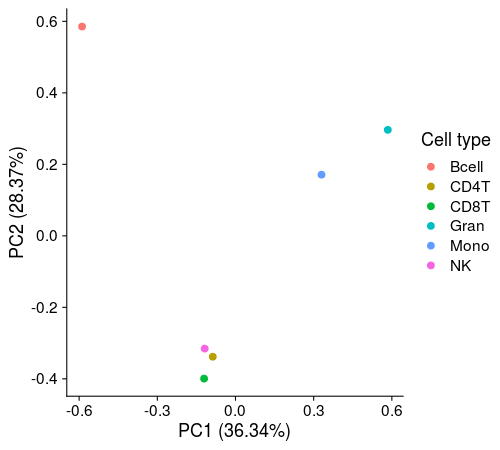 0.6
0.4
0.2
0.0
-0.2
-0.4
PC2 (28.37%)
-0.6 -0.3 0.0 0.3 0.6
PC1 (36.34%)
Cell type
Bcell
CD4T
CD8T
Gran
Mono
NK